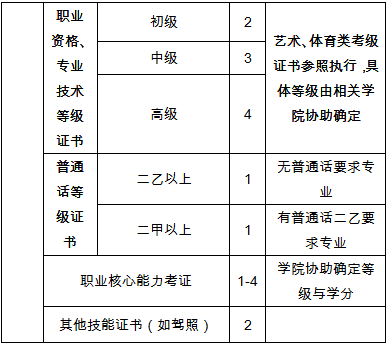 职业
资格、
专业
技术
等级
证书
初级
2
中级
3
高级
4
艺术、体育类考级
证书参照执行,具
体等级由相关学
院协助确定
普通
话等
级证
书
二乙以上
1
无普通话要求专
业
二甲以上
1
有普通话二乙要
求专业
职业核心能力考证
1-4
学院协助确定等
级与学分
其他技能证书（如驾照）
2